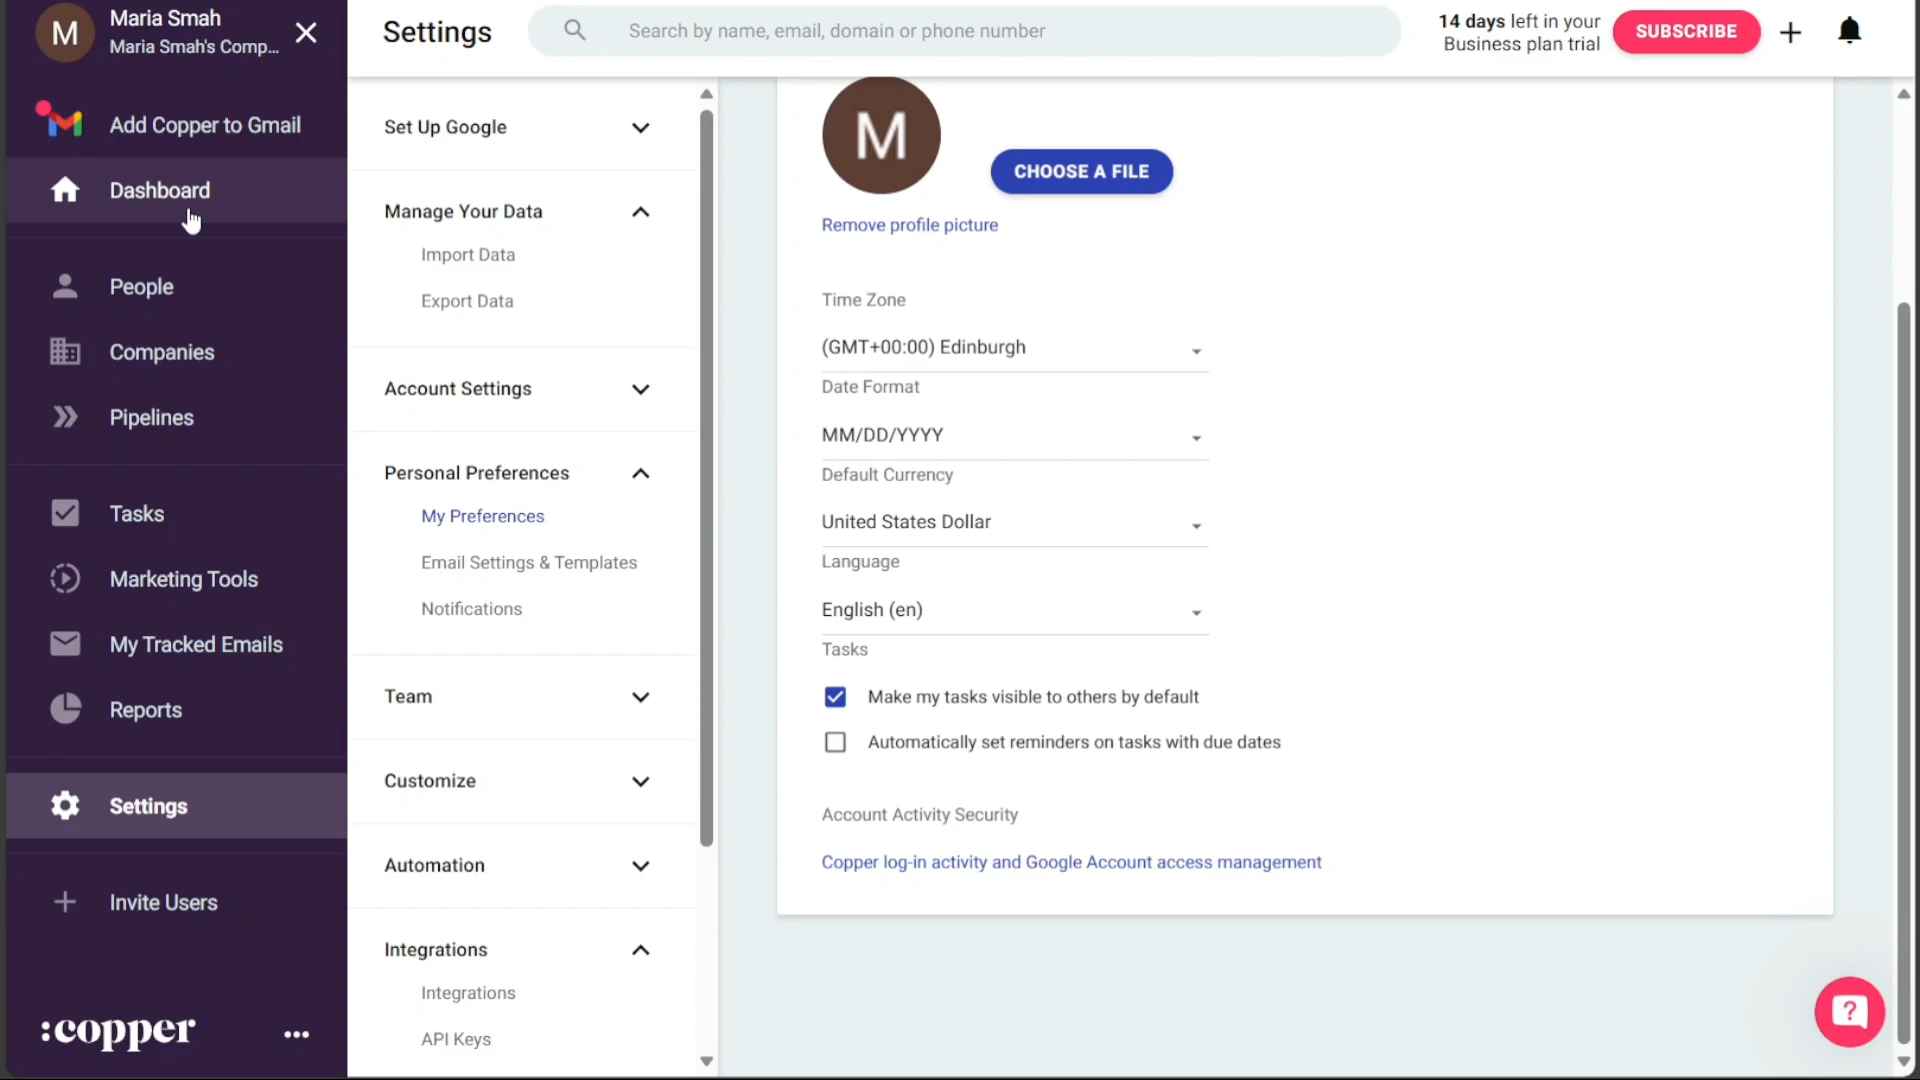 M
Maria Smah
Maria Smah's Comp...
Add Copper to Gmail
Dashboard
People
Companies
Pipelines
Tasks
Marketing Tools
My Tracked Emails
Reports
Settings
Invite Users
:copper
Settings
Search by name, email, domain or phone number
14 days left in your
Business plan trial
SUBSCRIBE
Set Up Google
Manage Your Data
Import Data
Export Data
Account Settings
Personal Preferences
My Preferences
Email Settings & Templates
Notifications
Team
Customize
Automation
Integrations
Integrations
API Keys
M
CHOOSE A FILE
Remove profile picture
Time Zone
(GMT+00:00) Edinburgh
Date Format
MM/DD/YYYY
Default Currency
United States Dollar
Language
English (en)
Tasks
Make my tasks visible to others by default
Automatically set reminders on tasks with due dates
Account Activity Security
Copper log-in activity and Google Account access management
?